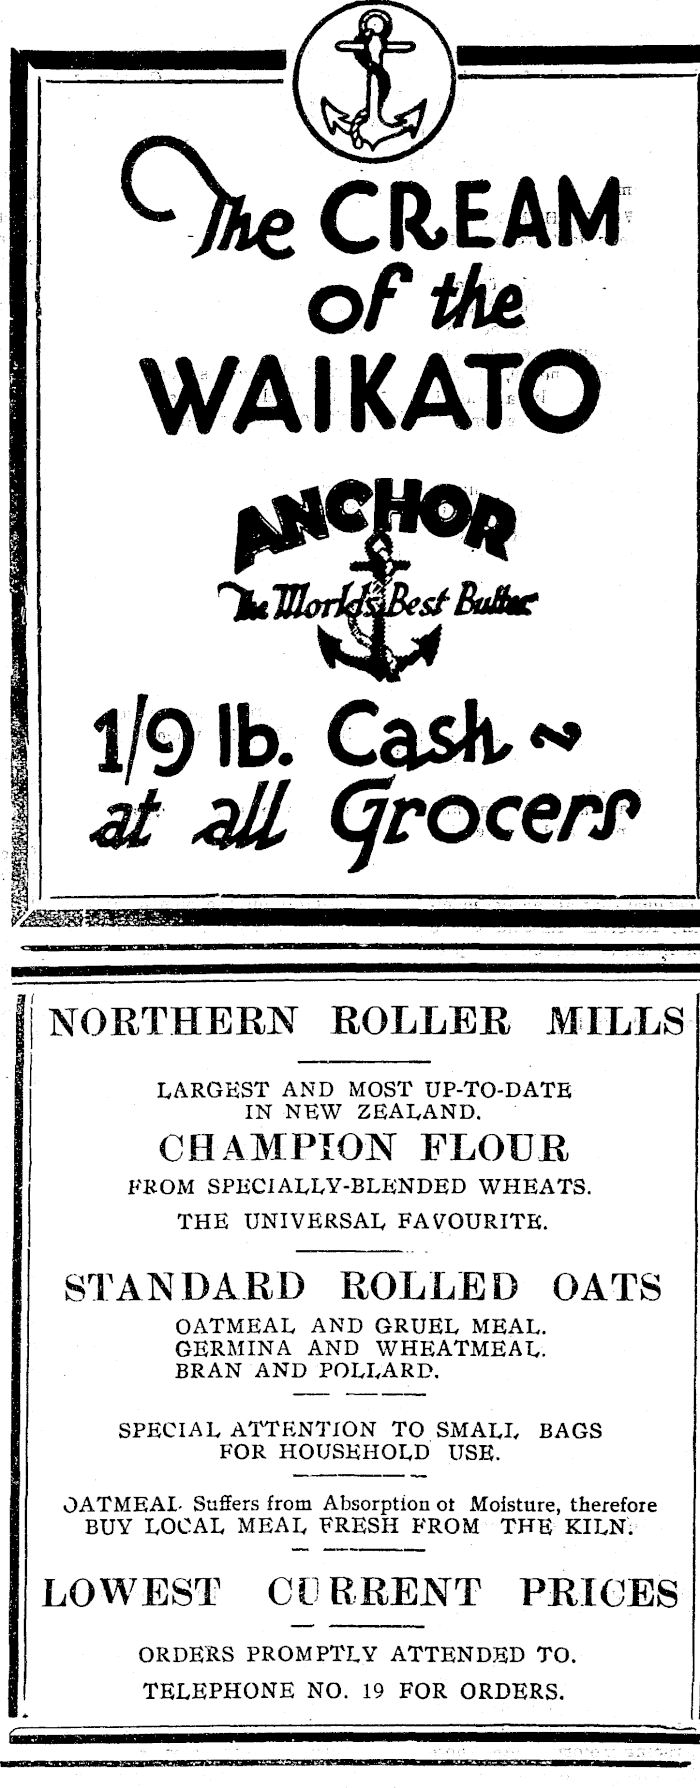 The CREAM
of the
WAIKATO
ANCHOR
The World's Best Butter
1/9 lb. Cash ~
at all Grocers
NORTHERN ROLLER MILLS
LARGEST AND MOST UP-TO-DATE
IN NEW ZEALAND.
CHAMPION FLOUR
FROM SPECIALLY-BLENDED WHEATS.
THE UNIVERSAL FAVOURITE.
STANDARD ROLLED OATS
OATMEAL AND GRUEL MEAL.
GERMINA AND WHEATMEAL.
BRAN AND POLLARD.
SPECIAL ATTENTION TO SMALL BAGS
FOR HOUSEHOLD USE.
OATMEAL Suffers from Absorption of Moisture, therefore
BUY LOCAL MEAL FRESH FROM THE KILN.
LOWEST CURRENT PRICES
ORDERS PROMPTLY ATTENDED TO.
TELEPHONE NO. 19 FOR ORDERS.